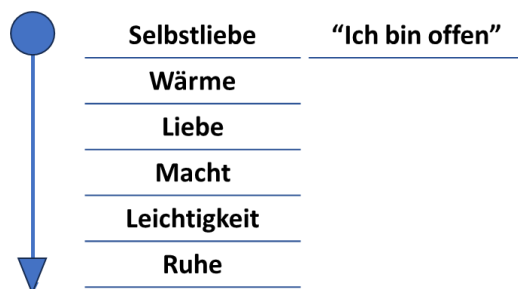 Selbstliebe “Ich bin offen”
Wärme
Liebe
Macht
Leichtigkeit
Ruhe